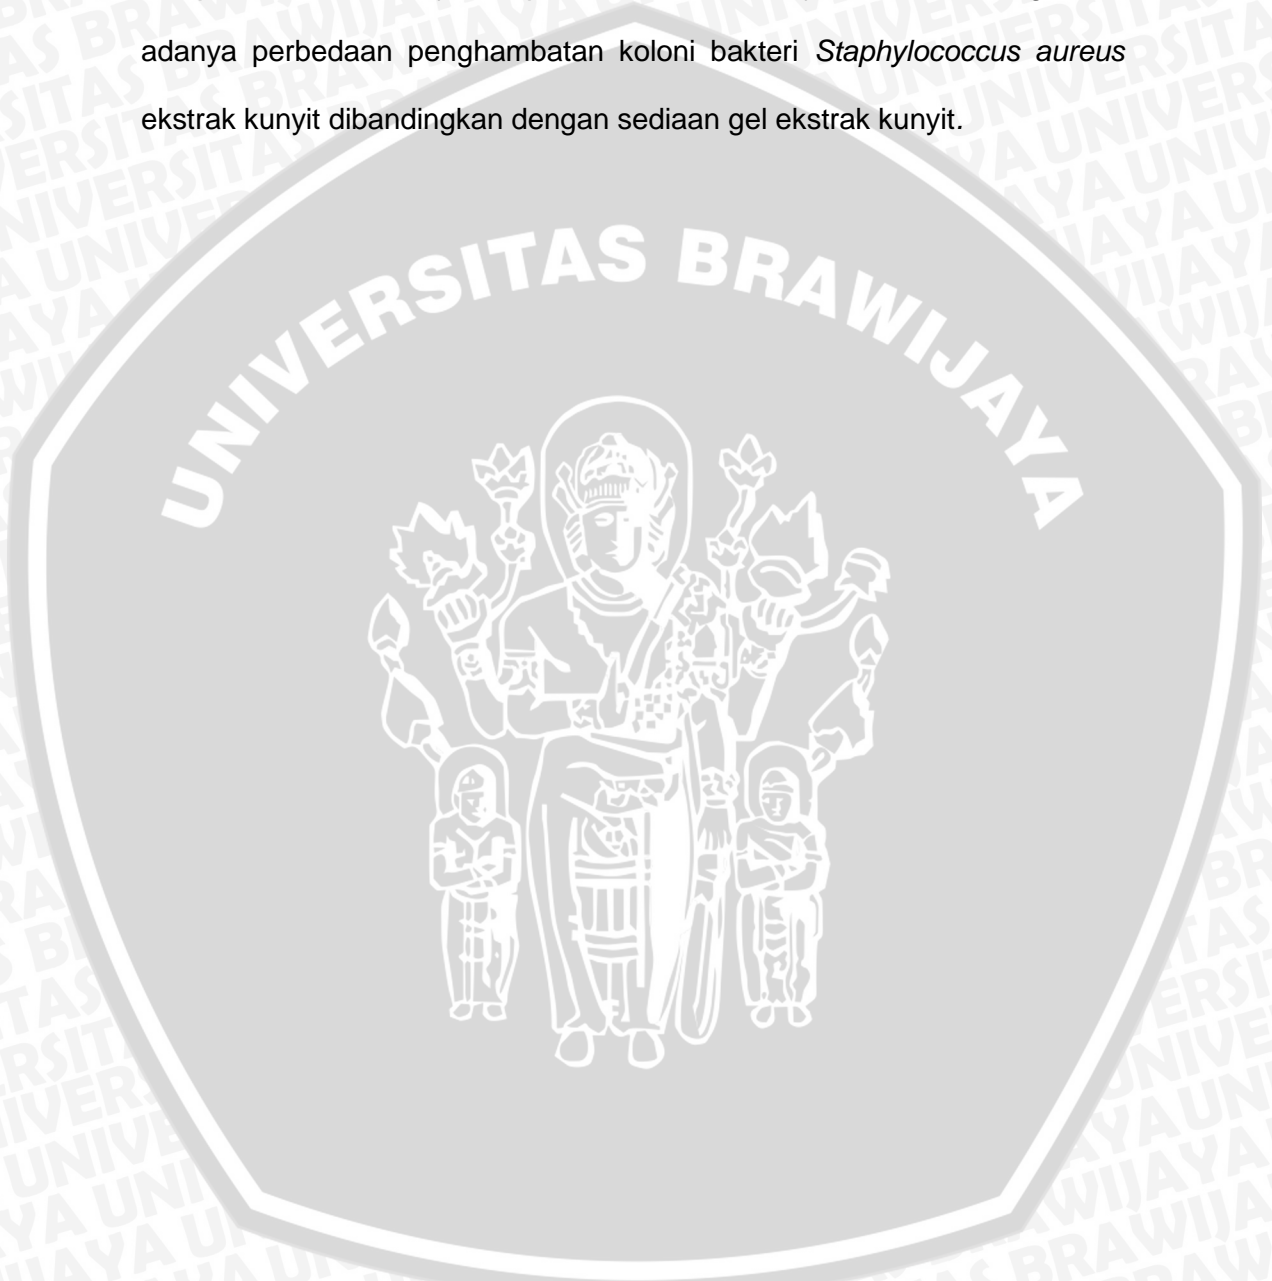 adanya perbedaan penghambatan koloni bakteri Staphylococcus aureus
ekstrak kunyit dibandingkan dengan sediaan gel ekstrak kunyit.
UNIVERSITAS BRAWIJAYA